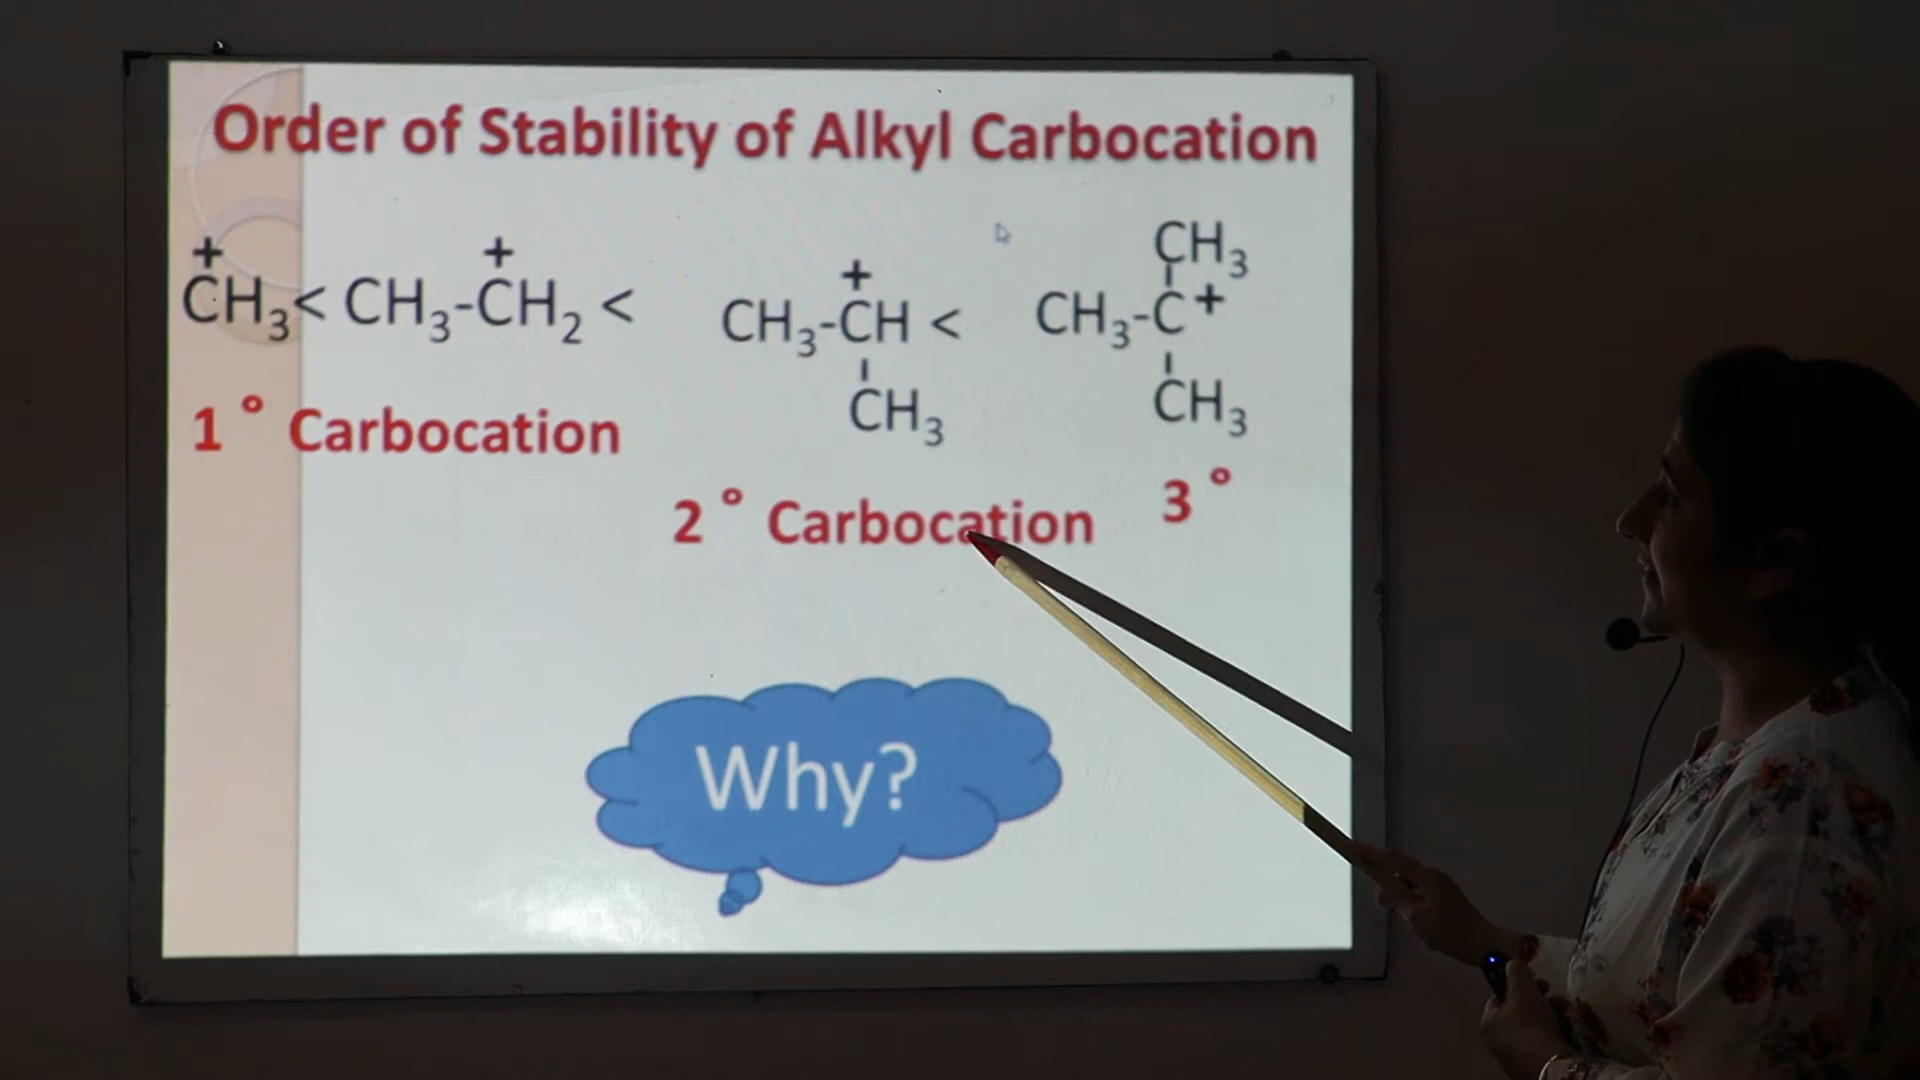 Order of Stability of Alkyl Carbocation
+ + + CH₃
CH₃ < CH₃-CH₂ < CH₃-CH < CH₃-C+
CH₃ CH₃
1° Carbocation
2° Carbocation 3°
Why?